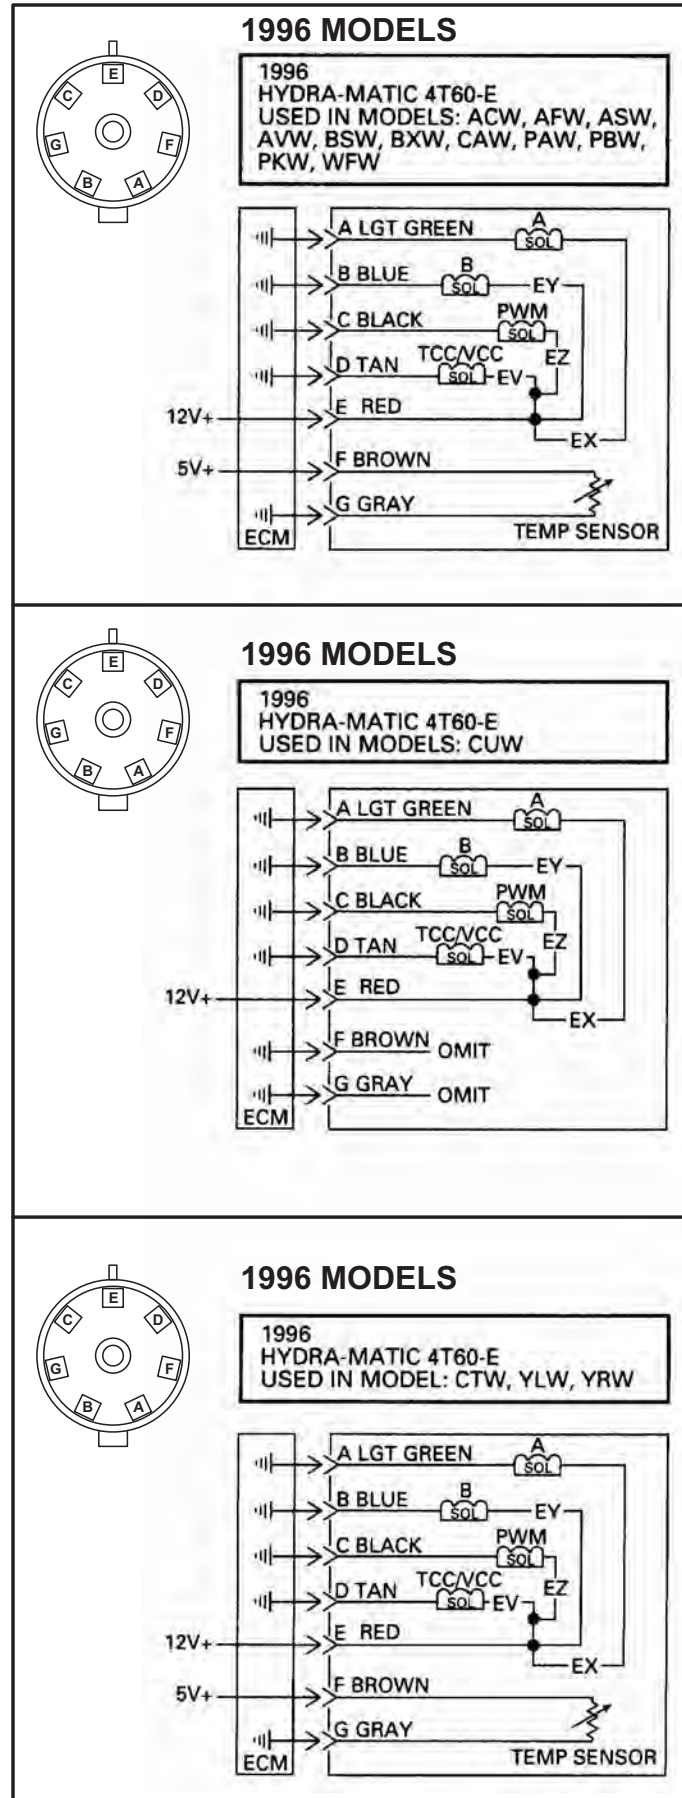 1996 MODELS
1996
HYDRA-MATIC 4T60-E
USED IN MODELS: ACW, AFW, ASW,
AVW, BSW, BXW, CAW, PAW, PBW,
PKW, WFW
E
C D
G F
B A
A LGT GREEN A
SOL
B BLUE B
SOL EY
C BLACK PWM
SOL
EZ
D TAN TCC/VCC
SOL EV
12V+ E RED
EX
5V+ F BROWN
G GRAY
ECM TEMP SENSOR
1996 MODELS
1996
HYDRA-MATIC 4T60-E
USED IN MODELS: CUW
E
C D
G F
B A
A LGT GREEN A
SOL
B BLUE B
SOL EY
C BLACK PWM
SOL
EZ
D TAN TCC/VCC
SOL EV
12V+ E RED
EX
F BROWN OMIT
G GRAY OMIT
ECM
1996 MODELS
1996
HYDRA-MATIC 4T60-E
USED IN MODEL: CTW, YLW, YRW
E
C D
G F
B A
A LGT GREEN A
SOL
B BLUE B
SOL EY
C BLACK PWM
SOL
EZ
D TAN TCC/VCC
SOL EV
12V+ E RED
EX
5V+ F BROWN
G GRAY
ECM TEMP SENSOR